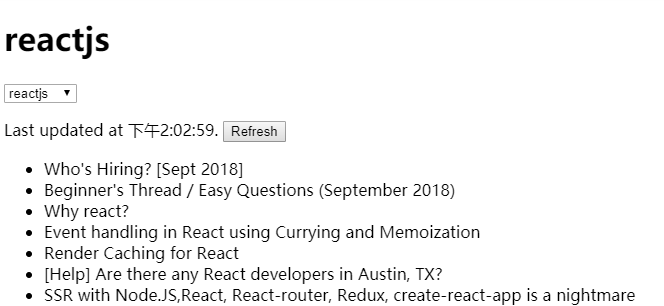 reactjs
reactjs
Last updated at 下午2:02:59. Refresh
Who's Hiring? [Sept 2018]
Beginner's Thread / Easy Questions (September 2018)
Why react?
Event handling in React using Currying and Memoization
Render Caching for React
[Help] Are there any React developers in Austin, TX?
SSR with Node.JS,React, React-router, Redux, create-react-app is a nightmare